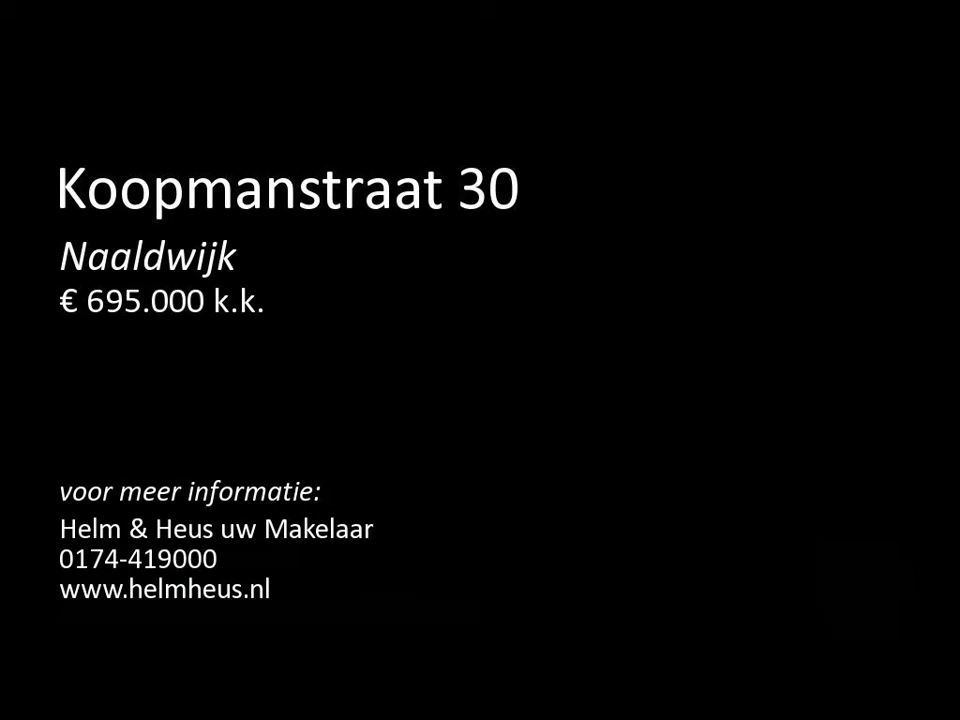 Koopmanstraat 30
Naaldwijk
€ 695.000 k.k.
voor meer informatie:
Helm & Heus uw Makelaar
0174-419000
www.helmheus.nl